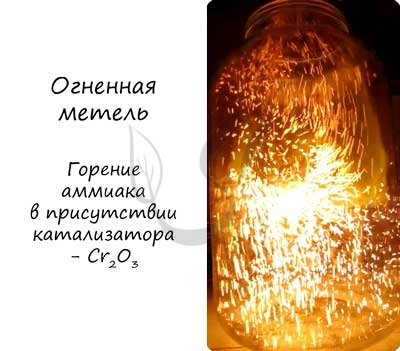 Огненная
метель
Горение
аммиака
в присутствии
катализатора
- Cr₂O₃